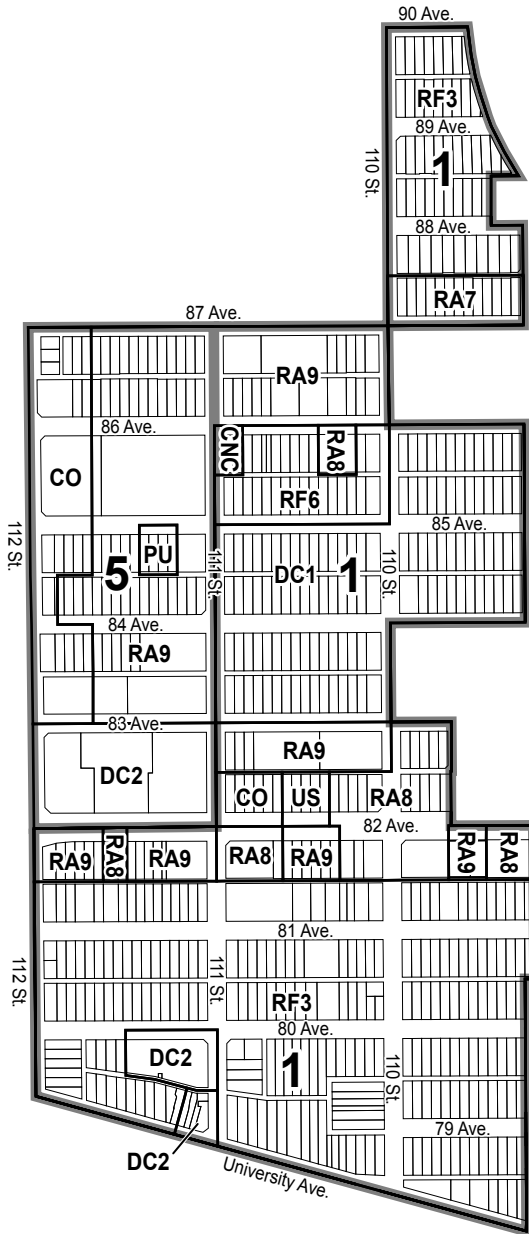 90 Ave.
RF3
89 Ave.
1
110 St.
88 Ave.
RA7
87 Ave.
RA9
86 Ave.
CNC
RA8
CO
RF6
85 Ave.
112 St.
PU
5
111 St.
DC1
1
110 St.
84 Ave.
RA9
83 Ave.
RA9
DC2
CO
US
RA8
82 Ave.
RA9
RA8
RA9
RA8
RA9
RA9
RA8
81 Ave.
112 St.
111 St.
RF3
80 Ave.
DC2
1
110 St.
79 Ave.
DC2
University Ave.